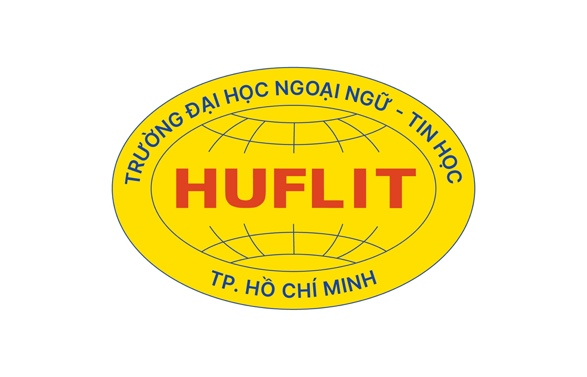 TRƯỜNG ĐẠI HỌC NGOẠI NGỮ - TIN HỌC
HUFLIT
TP. HỒ CHÍ MINH